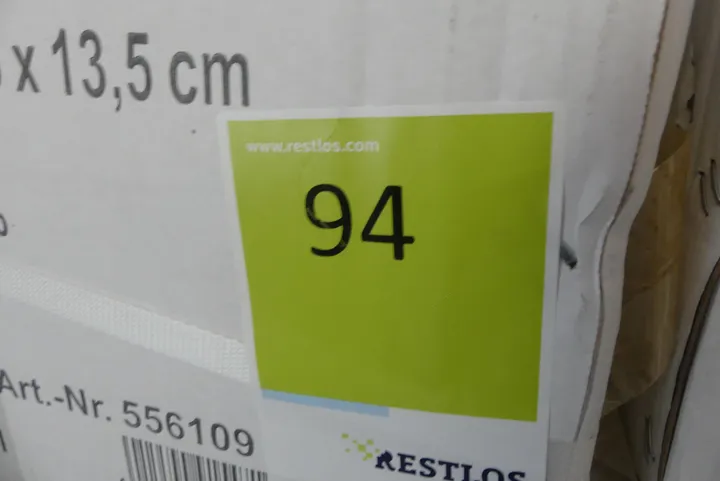 x 13,5 cm
www.restlos.com
94
Art.-Nr. 556109
RESTLOS